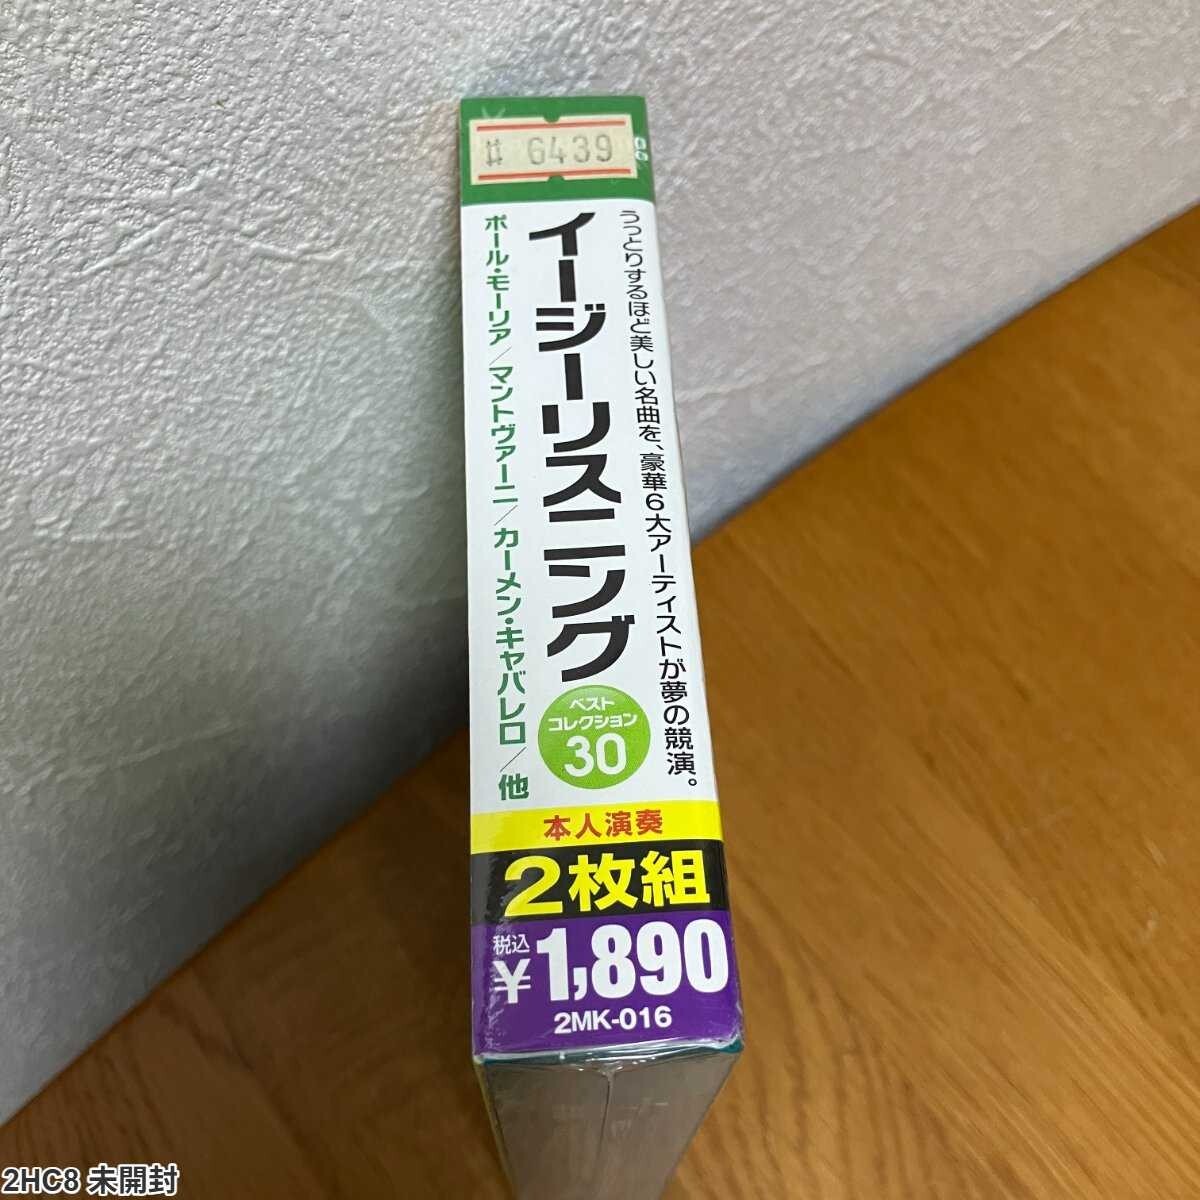 # 6439
うっとりするほど美しい名曲を、豪華6大アーティストが夢の競演。
イージーリスニング
ベスト
コレクション
30
ポール・モーリア／マントヴァーニ／カーメン・キャバレロ／他
本人演奏
2枚組
税込
¥1,890
2MK-016
2HC8 未開封